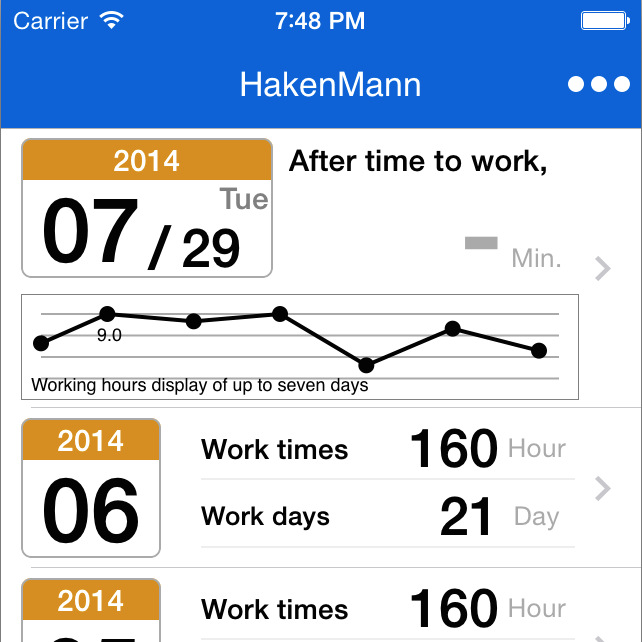 Carrier 7:48 PM
HakenMann
2014
After time to work,
Tue
07/29
- Min.
9.0
Working hours display of up to seven days
2014
06
Work times 160 Hour
Work days 21 Day
2014
Work times 160 Hour